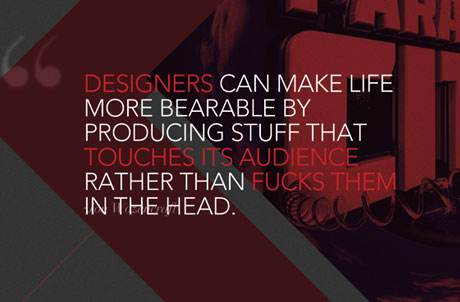 PARA
DESIGNERS CAN MAKE LIFE
MORE BEARABLE BY
PRODUCING STUFF THAT
TOUCHES ITS AUDIENCE
RATHER THAN FUCKS THEM
IN THE HEAD.